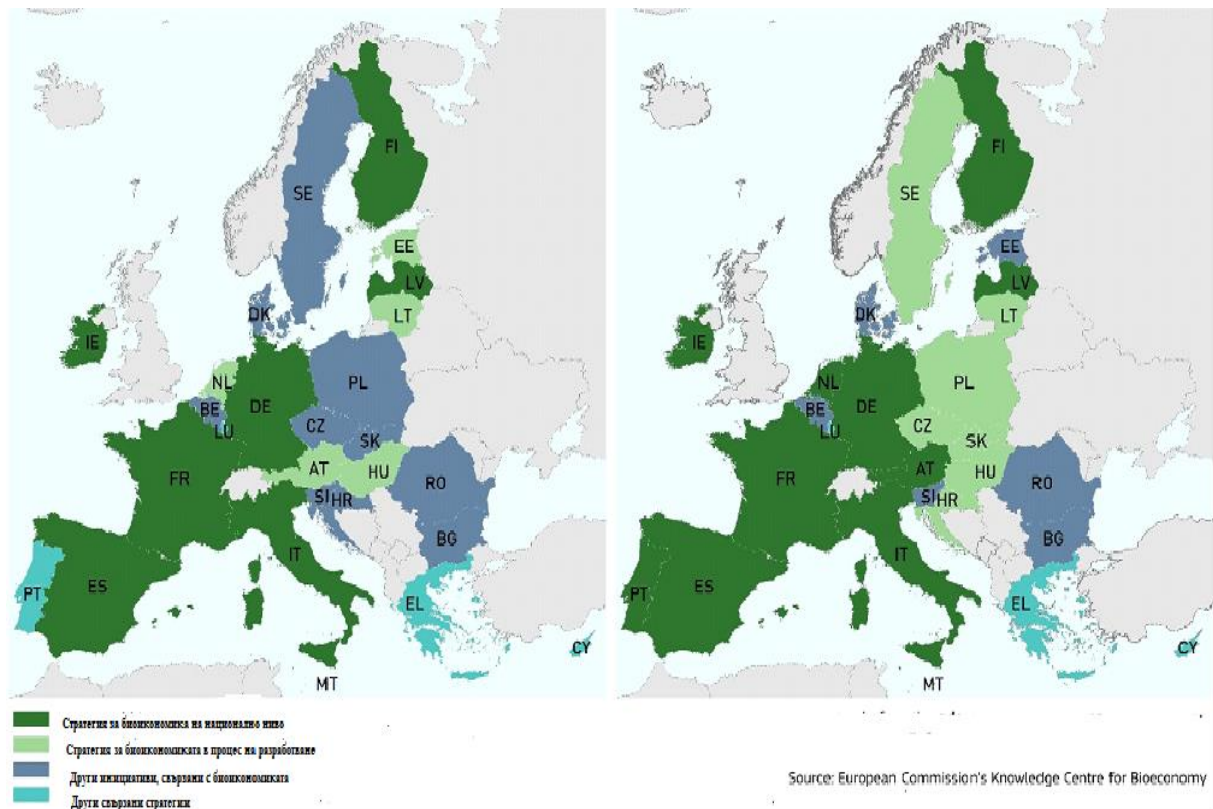 FI
SE
EE
LV
LT
DK
IE
NL
PL
BE
DE
LU
CZ
SK
FR
AT
HU
RO
SI
HR
BG
IT
PT
ES
EL
CY
MT
FI
SE
EE
LV
LT
DK
IE
NL
PL
BE
DE
LU
CZ
SK
FR
AT
HU
RO
SI
HR
BG
IT
PT
ES
EL
CY
MT
Стратегия за биоикономика на национално ниво
Стратегия за биоикономиката в процес на разработване
Други инициативи, свързани с биоикономиката
Други свързани стратегии
Source: European Commission's Knowledge Centre for Bioeconomy